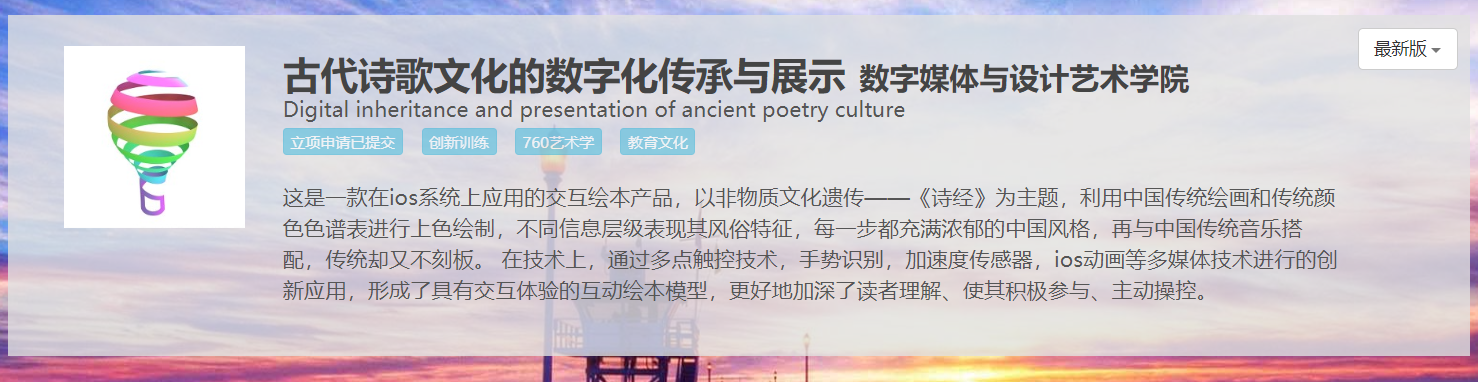 最新版
古代诗歌文化的数字化传承与展示 数字媒体与设计艺术学院
Digital inheritance and presentation of ancient poetry culture
立项申请已提交 创新训练 760艺术学 教育文化
这是一款在ios系统上应用的交互绘本产品，以非物质文化遗传——《诗经》为主题，利用中国传统绘画和传统颜
色色谱表进行上色绘制，不同信息层级表现其风俗特征，每一步都充满浓郁的中国风格，再与中国传统音乐搭
配，传统却又不刻板。 在技术上，通过多点触控技术，手势识别，加速度传感器，ios动画等多媒体技术进行的创
新应用，形成了具有交互体验的互动绘本模型，更好地加深了读者理解、使其积极参与、主动操控。